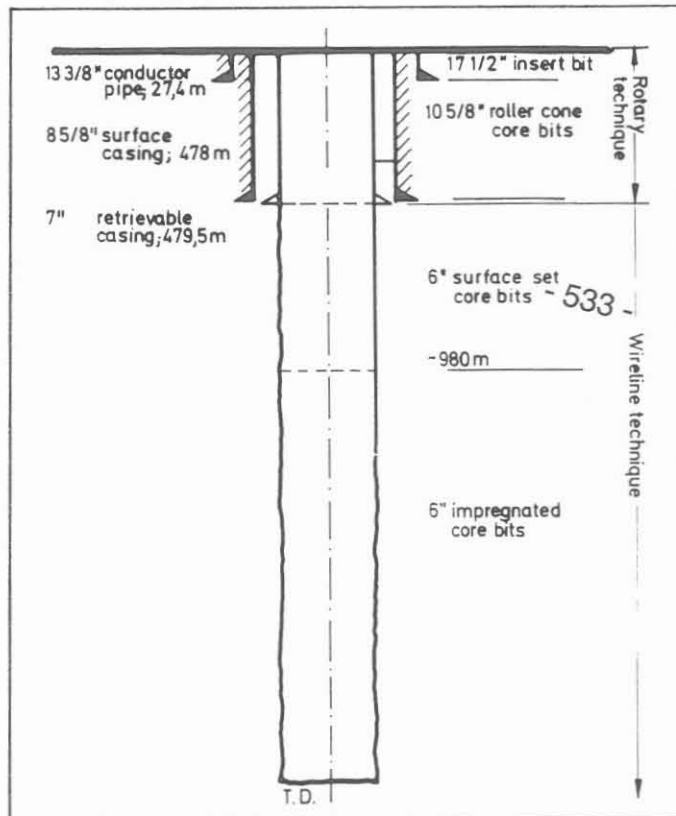 13 3/8" conductor
pipe; 27,4 m
8 5/8" surface
casing; 478 m
7" retrievable
casing; 479,5m
17 1/2" insert bit
10 5/8" roller cone
core bits
Rotary
technique
6" surface set
core bits
- 533 -
~980 m
6" impregnated
core bits
Wireline technique
T.D.